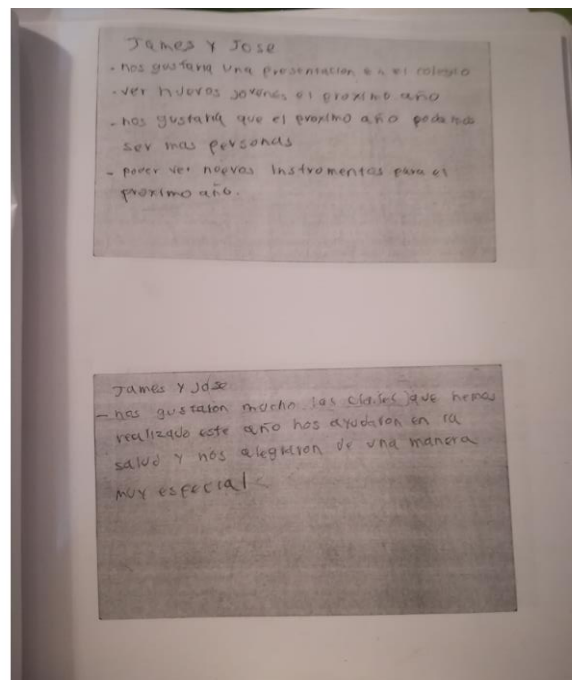 James Y Jose
- nos gustaria una presentacion en el colegio
- ver nuevos jovenes el proximo año
- nos gustaria que el proximo año podamos
ser mas personas
- poder ver nuevos instrumentos para el
proximo año.
James Y Jose
- nos gustaron mucho las clases que hemos
realizado este año nos ayudaron en la
salud y nos alegraron de una manera
muy especial